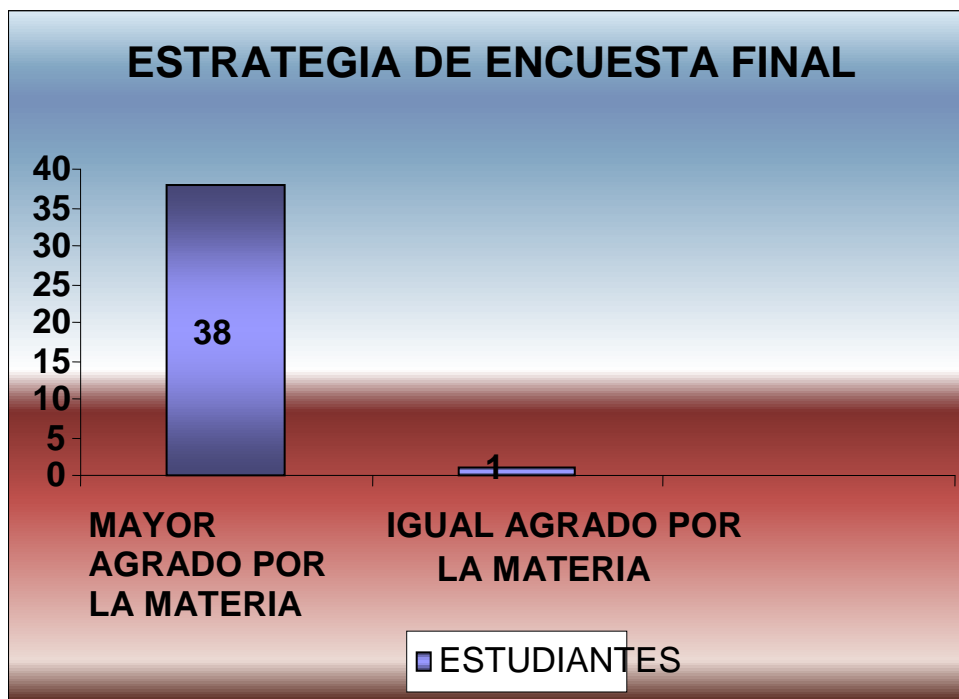 ESTRATEGIA DE ENCUESTA FINAL
40
35
30
25
20
15
10
5
0
38
1
MAYOR
AGRADO POR
LA MATERIA
IGUAL AGRADO POR
LA MATERIA
ESTUDIANTES